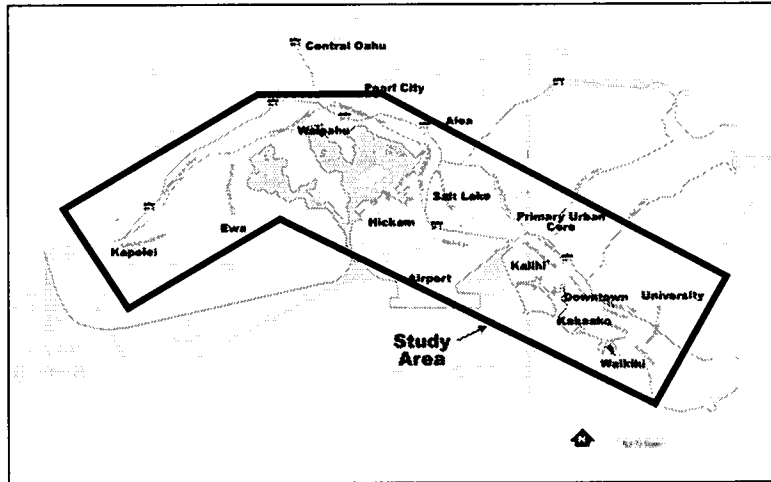 Central Oahu
Pearl City
Waipahu
Aiea
Salt Lake
Primary Urban
Core
Ewa
Hickam
Kapolei
Kalihi
Airport
Downtown
University
Kakaako
Study
Area
Waikiki
N